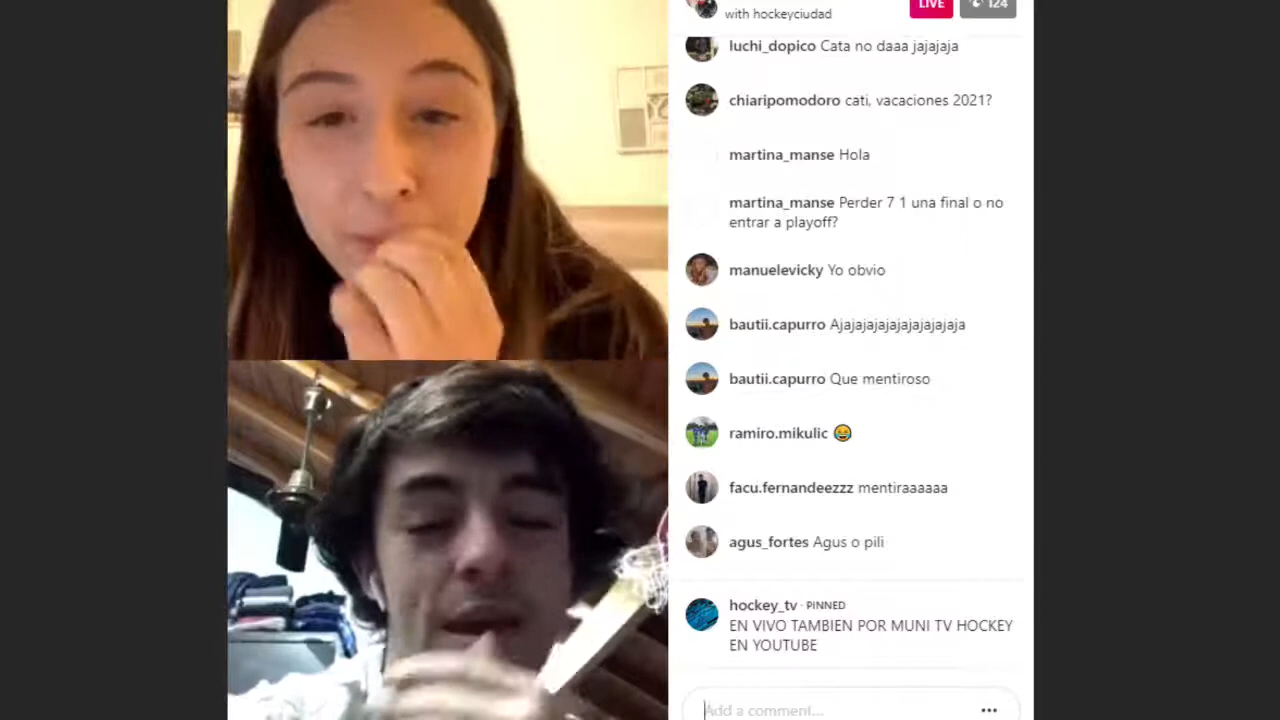 with hockeyciudad
LIVE
124
luchi_dopico Cata no daaa jajajaja
chiaripomodoro cati, vacaciones 2021?
martina_manse Hola
martina_manse Perder 7 1 una final o no
entrar a playoff?
manuelevicky Yo obvio
bautii.capurro Ajajajajajajajajajaja
bautii.capurro Que mentiroso
ramiro.mikulic 😂
facu.fernandeezzz mentiraaaaaa
agus_fortes Agus o pili
hockey_tv · PINNED
EN VIVO TAMBIEN POR MUNI TV HOCKEY
EN YOUTUBE
Add a comment...